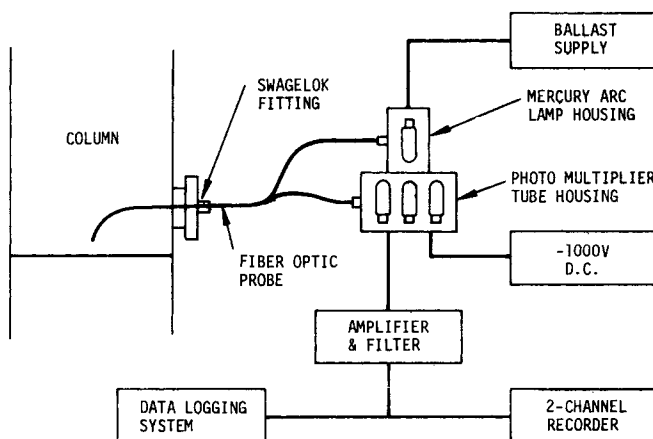 BALLAST
SUPPLY
SWAGELOK
FITTING
MERCURY ARC
LAMP HOUSING
COLUMN
PHOTO MULTIPLIER
TUBE HOUSING
FIBER OPTIC
PROBE
-1000V
D.C.
AMPLIFIER
& FILTER
DATA LOGGING
SYSTEM
2-CHANNEL
RECORDER